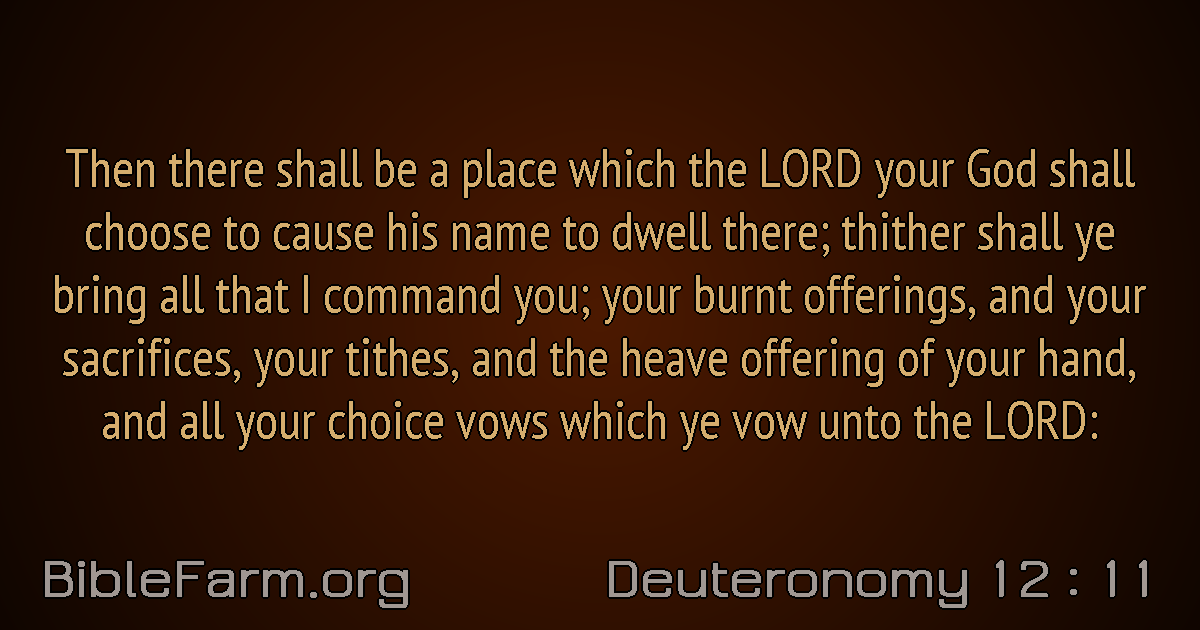 Then there shall be a place which the LORD your God shall
choose to cause his name to dwell there; thither shall ye
bring all that I command you; your burnt offerings, and your
sacrifices, your tithes, and the heave offering of your hand,
and all your choice vows which ye vow unto the LORD:
BibleFarm.org
Deuteronomy 12 : 11